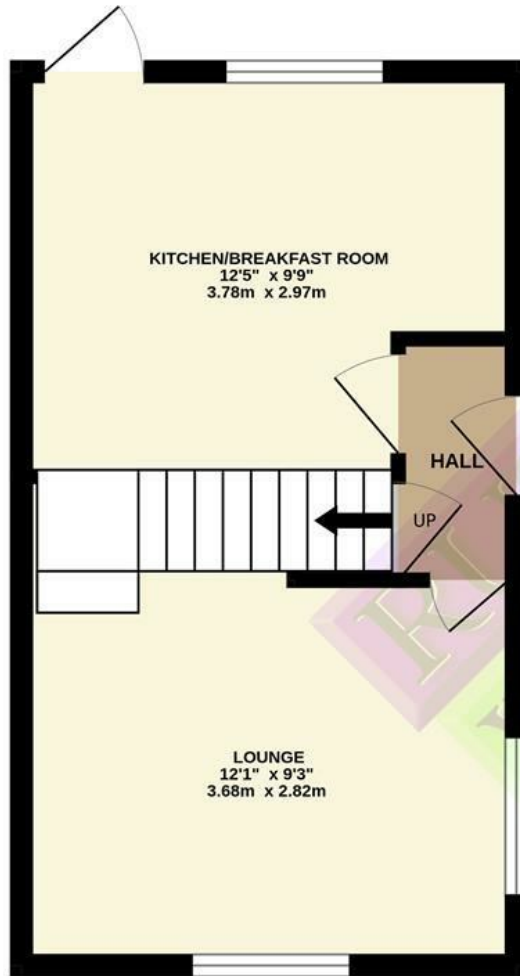 KITCHEN/BREAKFAST ROOM
12'5" x 9'9"
3.78m x 2.97m
HALL
UP
LOUNGE
12'1" x 9'3"
3.68m x 2.82m